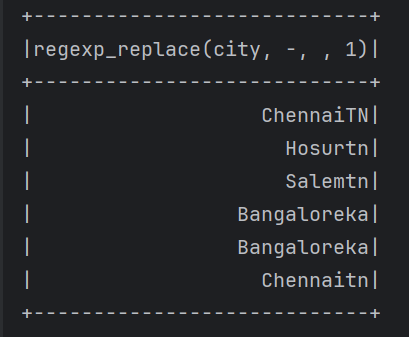 +----------------------------+
|regexp_replace(city, -, , 1)|
+----------------------------+
|                   ChennaiTN|
|                     Hosurtn|
|                     Salemtn|
|                 Bangaloreka|
|                 Bangaloreka|
|                   Chennaitn|
+----------------------------+